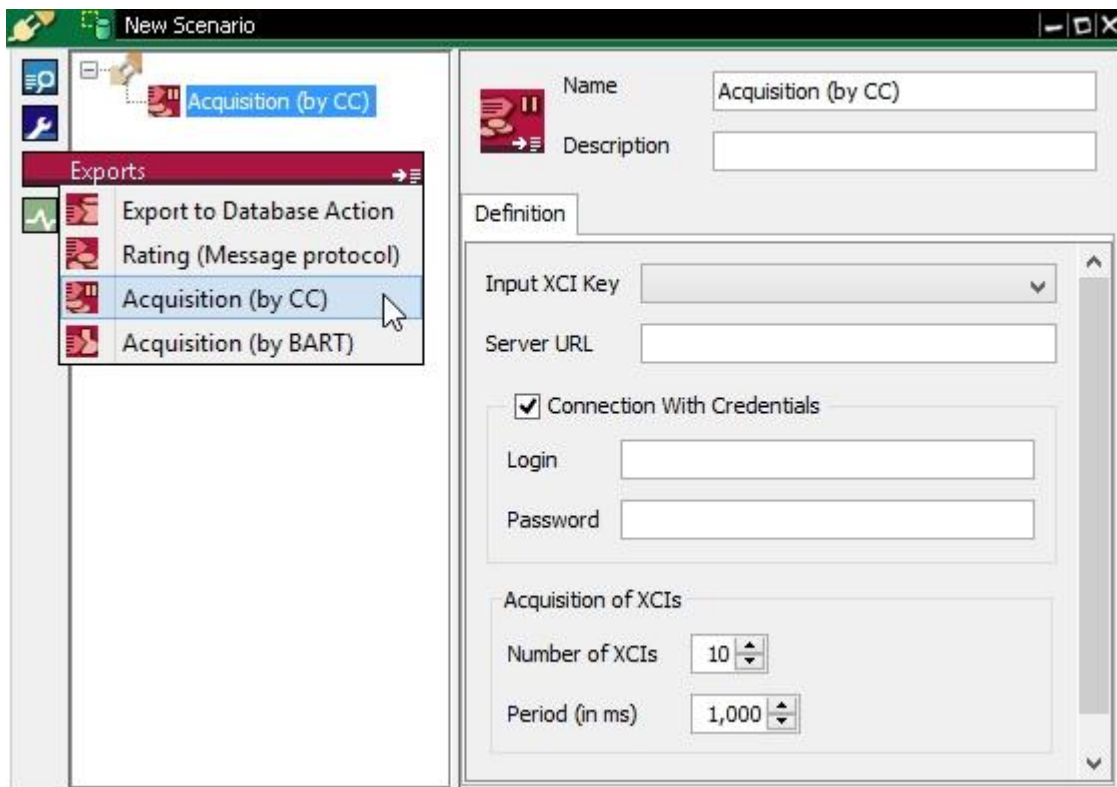 New Scenario
Acquisition (by CC)
Exports
Export to Database Action
Rating (Message protocol)
Acquisition (by CC)
Acquisition (by BART)
Name
Acquisition (by CC)
Description
Definition
Input XCI Key
Server URL
Connection With Credentials
Login
Password
Acquisition of XCIs
Number of XCIs 10
Period (in ms) 1,000